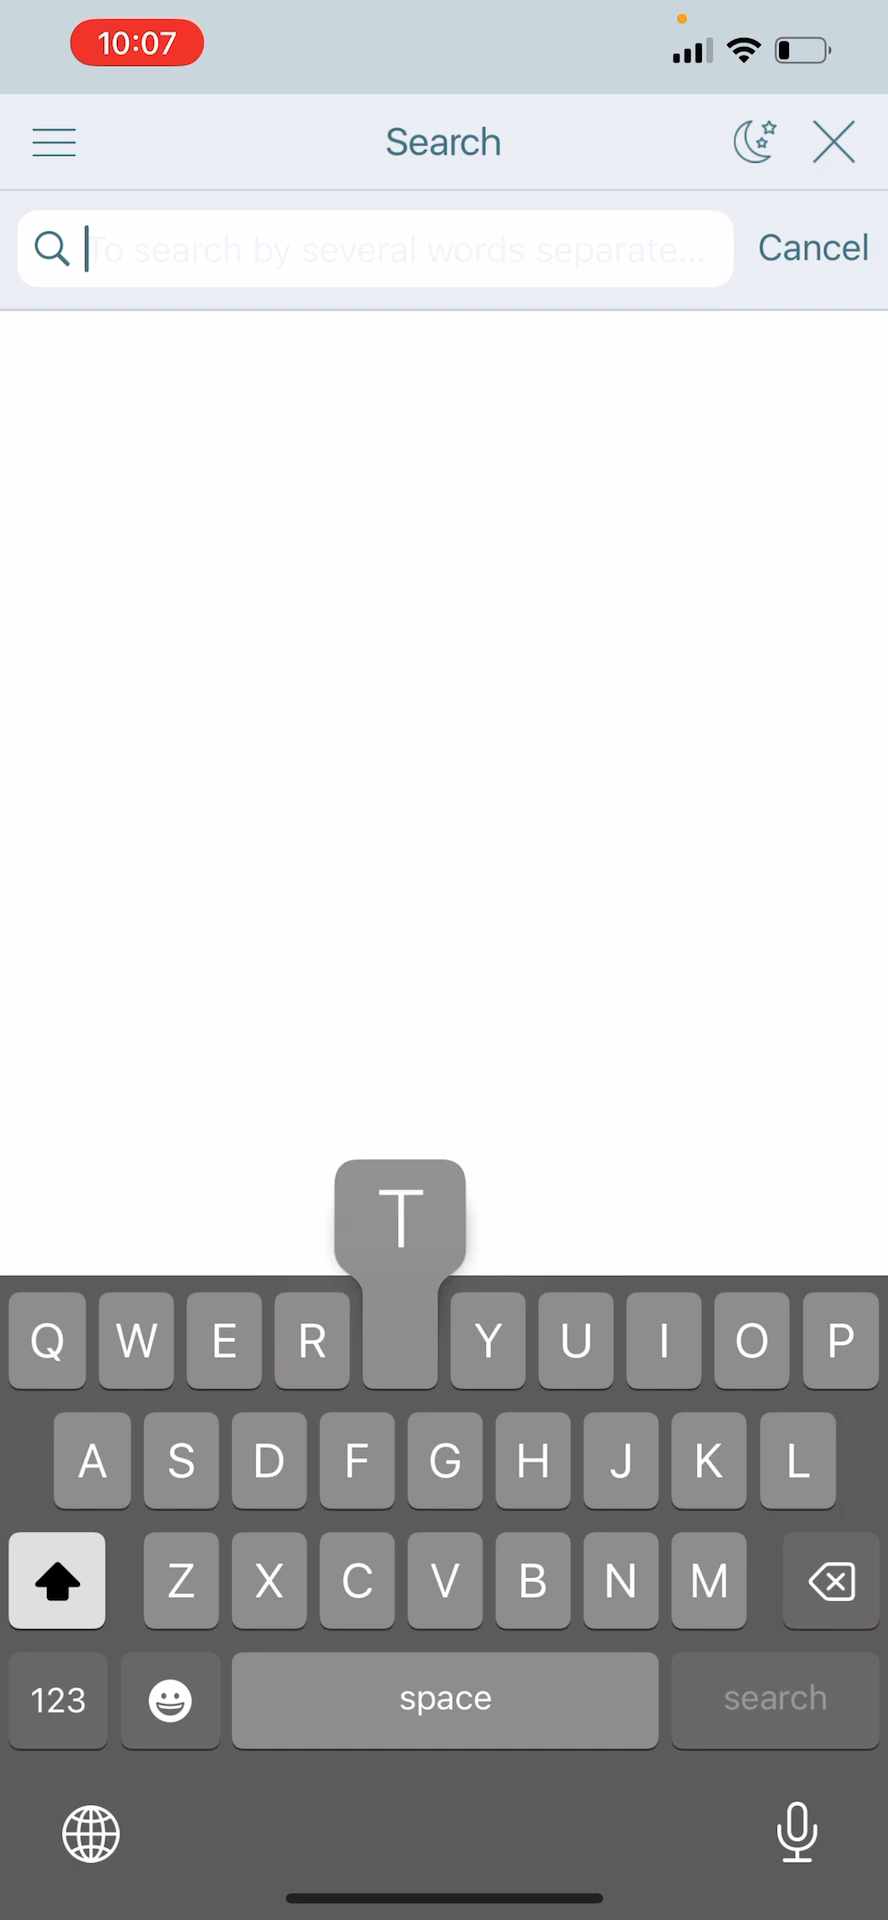 10:07
Search
To search by several words separate...
Cancel
T
Q W E R Y U I O P
A S D F G H J K L
Z X C V B N M
123 space search